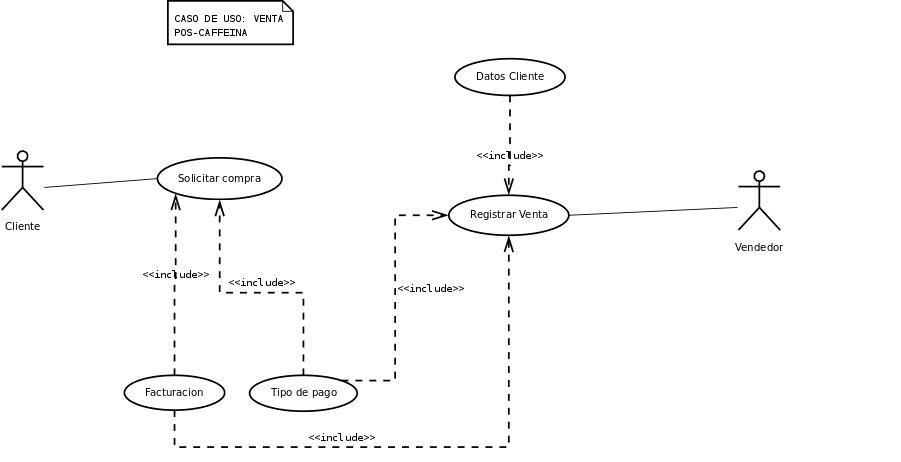 CASO DE USO: VENTA
POS-CAFFEINA
Datos Cliente
<<include>>
Solicitar compra
Cliente
Registrar Venta
Vendedor
<<include>>
<<include>>
<<include>>
Facturacion
Tipo de pago
<<include>>